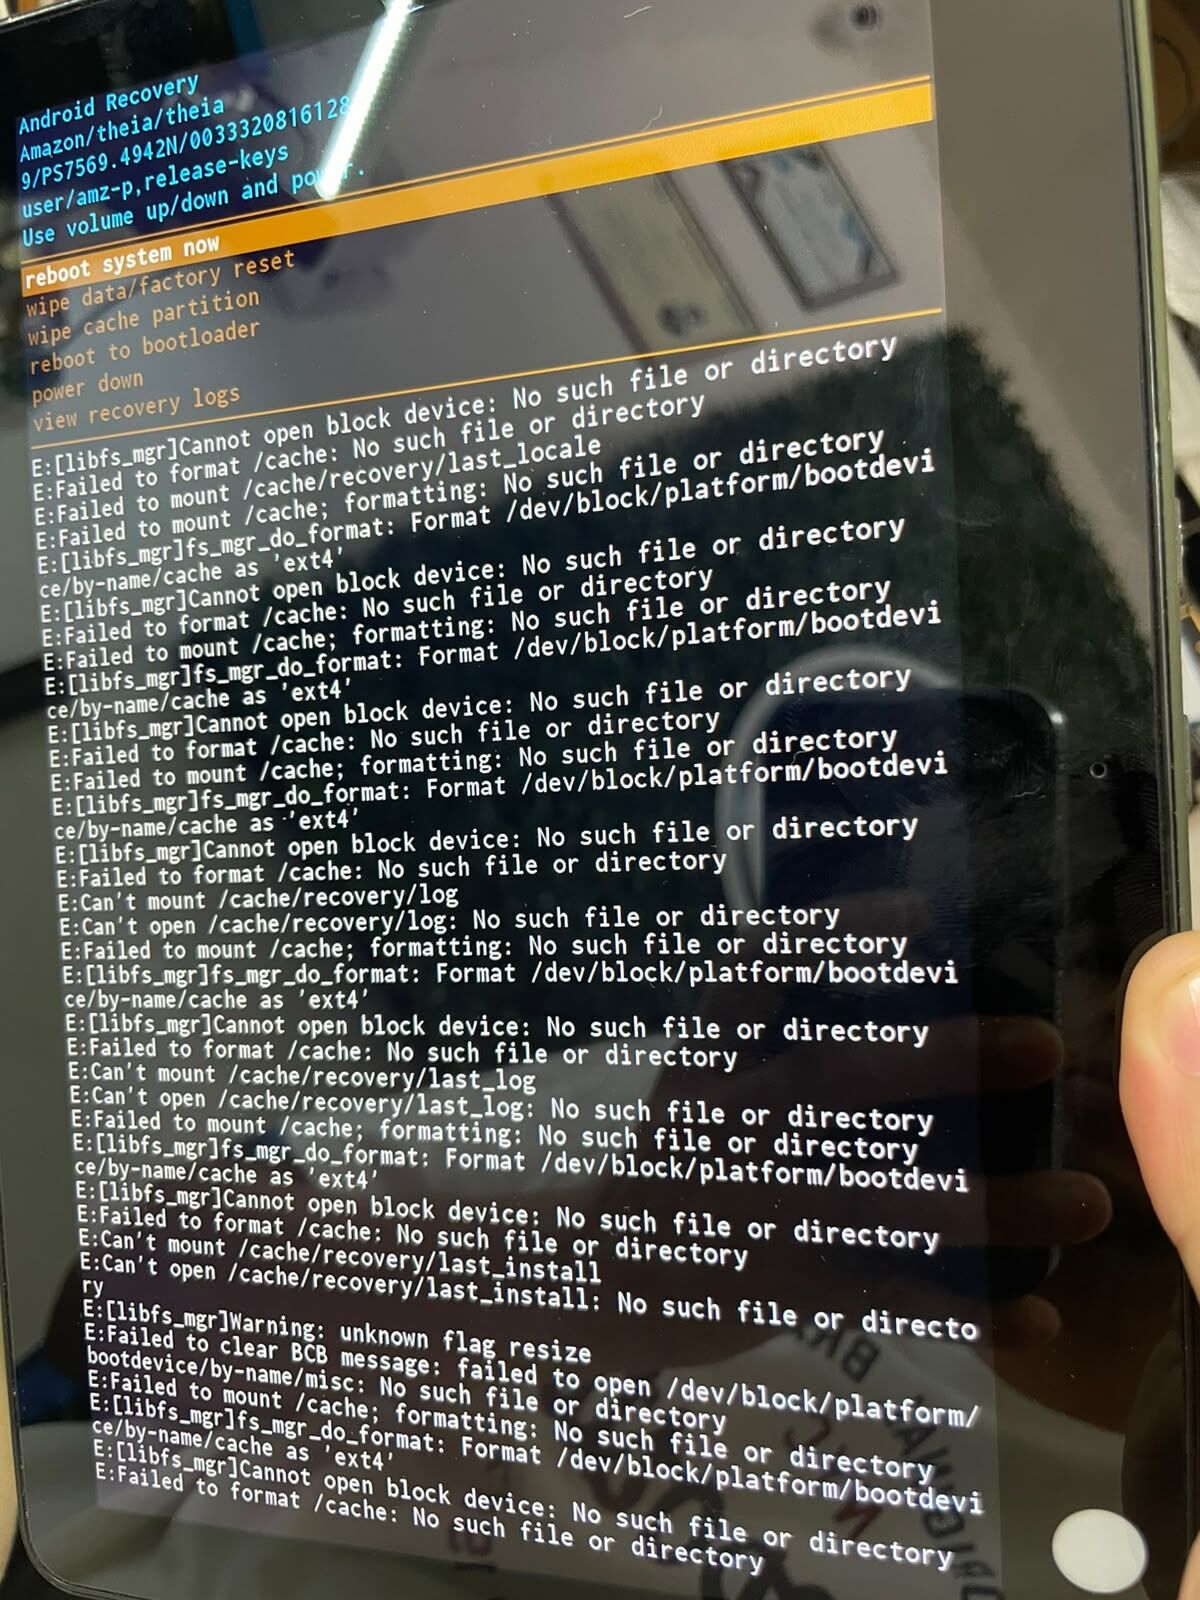 Android Recovery
Amazon/theia/theia
9/PS7569.4942N/0033320816128
user/amz-p,release-keys
Use volume up/down and power.
reboot system now
wipe data/factory reset
wipe cache partition
reboot to bootloader
power down
view recovery logs
E:[libfs_mgr]Cannot open block device: No such file or directory
E:Failed to format /cache: No such file or directory
E:Failed to mount /cache/recovery/last_locale
E:Failed to mount /cache; formatting: No such file or directory
E:[libfs_mgr]fs_mgr_do_format: Format /dev/block/platform/bootdevi
ce/by-name/cache as 'ext4'
E:[libfs_mgr]Cannot open block device: No such file or directory
E:Failed to format /cache: No such file or directory
E:Failed to mount /cache; formatting: No such file or directory
E:[libfs_mgr]fs_mgr_do_format: Format /dev/block/platform/bootdevi
ce/by-name/cache as 'ext4'
E:[libfs_mgr]Cannot open block device: No such file or directory
E:Failed to format /cache: No such file or directory
E:Failed to mount /cache; formatting: No such file or directory
E:[libfs_mgr]fs_mgr_do_format: Format /dev/block/platform/bootdevi
ce/by-name/cache as 'ext4'
E:[libfs_mgr]Cannot open block device: No such file or directory
E:Failed to format /cache: No such file or directory
E:Can't mount /cache/recovery/log
E:Can't open /cache/recovery/log: No such file or directory
E:Failed to mount /cache; formatting: No such file or directory
E:[libfs_mgr]fs_mgr_do_format: Format /dev/block/platform/bootdevi
ce/by-name/cache as 'ext4'
E:[libfs_mgr]Cannot open block device: No such file or directory
E:Failed to format /cache: No such file or directory
E:Can't mount /cache/recovery/last_log
E:Can't open /cache/recovery/last_log: No such file or directory
E:Failed to mount /cache; formatting: No such file or directory
E:[libfs_mgr]fs_mgr_do_format: Format /dev/block/platform/bootdevi
ce/by-name/cache as 'ext4'
E:[libfs_mgr]Cannot open block device: No such file or directory
E:Failed to format /cache: No such file or directory
E:Can't mount /cache/recovery/last_install
E:Can't open /cache/recovery/last_install: No such file or directo
ry
E:[libfs_mgr]Warning: unknown flag resize
E:Failed to clear BCB message: failed to open /dev/block/platform/
bootdevice/by-name/misc: No such file or directory
E:Failed to mount /cache; formatting: No such file or directory
E:[libfs_mgr]fs_mgr_do_format: Format /dev/block/platform/bootdevi
ce/by-name/cache as 'ext4'
E:[libfs_mgr]Cannot open block device: No such file or directory
E:Failed to format /cache: No such file or directory